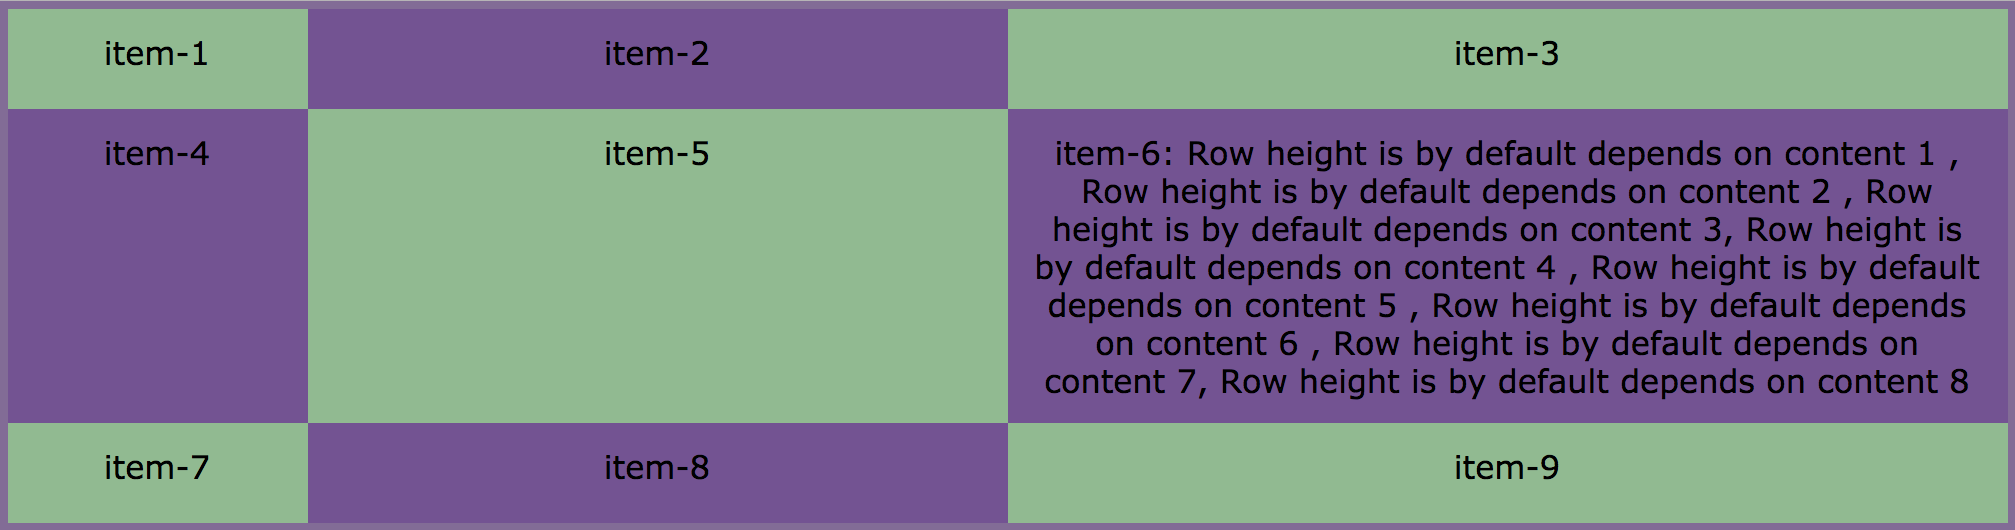 item-1
item-2
item-3
item-4
item-5
item-6: Row height is by default depends on content 1 ,
Row height is by default depends on content 2 , Row
height is by default depends on content 3, Row height is
by default depends on content 4 , Row height is by default
depends on content 5 , Row height is by default depends
on content 6 , Row height is by default depends on
content 7, Row height is by default depends on content 8
item-7
item-8
item-9